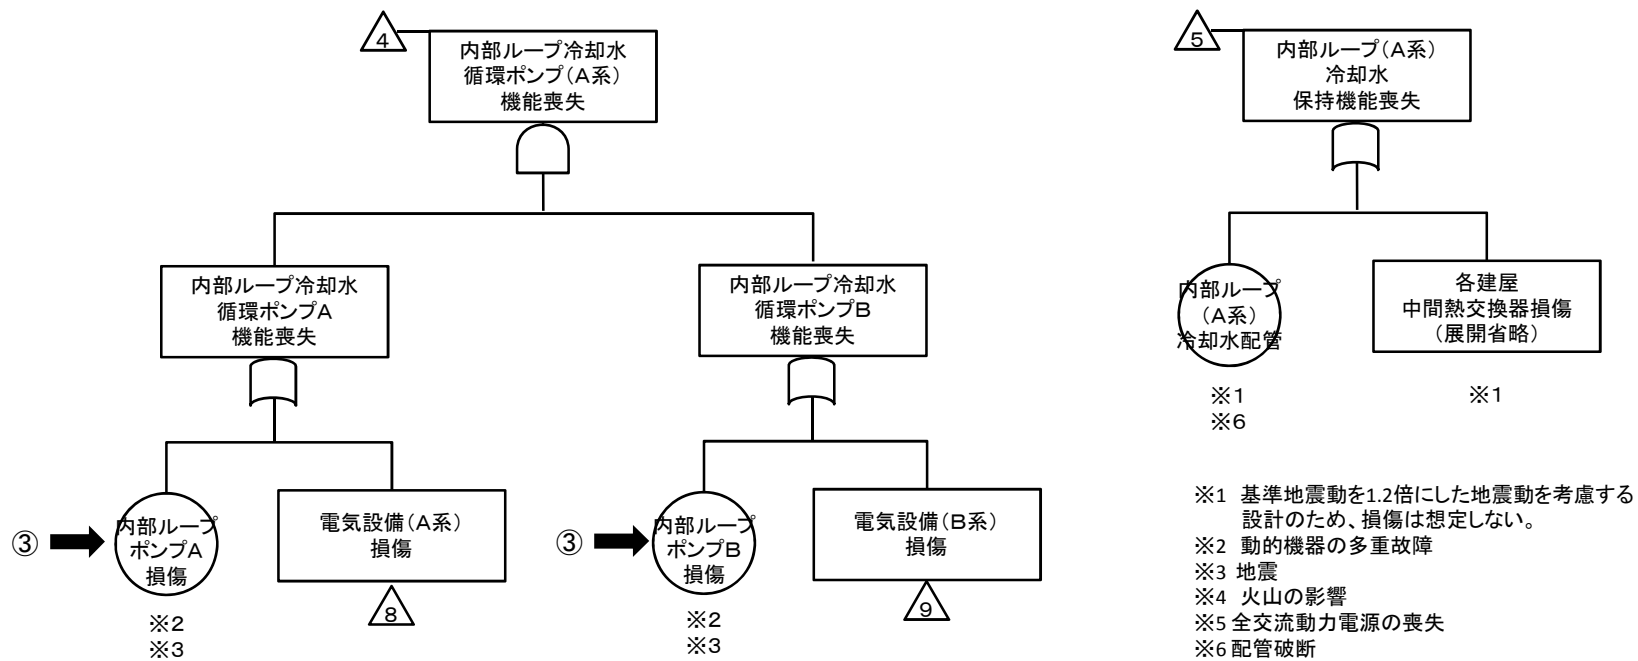 4
内部ループ冷却水
循環ポンプ(A系)
機能喪失
内部ループ冷却水
循環ポンプA
機能喪失
内部ループ冷却水
循環ポンプB
機能喪失
③
内部ループ
ポンプA
損傷
※2
※3
電気設備(A系)
損傷
8
③
内部ループ
ポンプB
損傷
※2
※3
電気設備(B系)
損傷
9
5
内部ループ(A系)
冷却水
保持機能喪失
内部ループ
(A系)
冷却水配管
※1
※6
各建屋
中間熱交換器損傷
(展開省略)
※1
※1 基準地震動を1.2倍にした地震動を考慮する
設計のため、損傷は想定しない。
※2 動的機器の多重故障
※3 地震
※4 火山の影響
※5 全交流動力電源の喪失
※6 配管破断